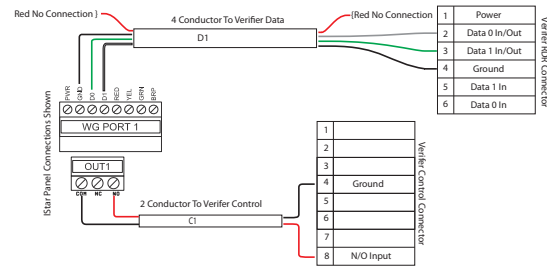 Red No Connection }
4 Conductor To Verifier Data
{Red No Connection
D1
1 Power
2 Data 0 In/Out
3 Data 1 In/Out
4 Ground
5 Data 1 In
6 Data 0 In
Verifier RDR Connector
IStar Panel Connections Shown
PWR
GND
D0
D1
RED
YEL
GRN
BRP
WG PORT 1
OUT1
COM NC NO
2 Conductor To Verifer Control
C1
1
2
3
4 Ground
5
6
7
8 N/O Input
Verifer Control Connector